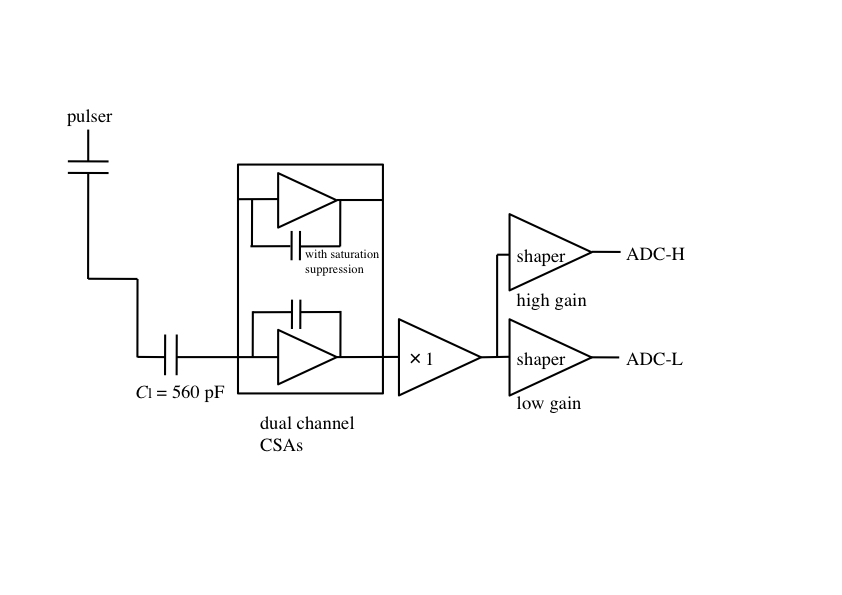 pulser
with saturation
suppression
shaper
ADC-H
high gain
× 1
shaper
ADC-L
Cl = 560 pF
low gain
dual channel
CSAs